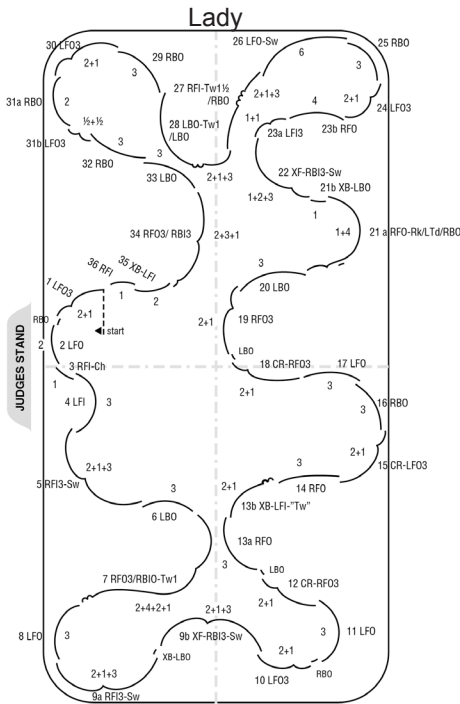 Lady
30 LFO3
29 RBO
26 LFO-Sw
25 RBO
2+1
3
6
3
27 RFI-Tw1½
/RBO
2+1+3
4
2+1
24 LFO3
31a RBO
2
½+½
28 LBO-Tw1
/LBO
1+1
23a LFI3
23b RFO
31b LFO3
3
3
32 RBO
33 LBO
2+1+3
22 XF-RBI3-Sw
1+2+3
21b XB-LBO
1
34 RFO3/ RBI3
2+3+1
1+4
21 a RFO-Rk/LTd/RBO
36 RFI
35 XB-LFI
3
1 LFO3
1
2
20 LBO
2+1
RBO
start
2+1
19 RFO3
JUDGES STAND
2
2 LFO
LBO
3 RFI-Ch
18 CR-RFO3
17 LFO
1
2+1
3
4 LFI
3
3
16 RBO
2+1
2+1+3
3
15 CR-LFO3
5 RFI3-Sw
3
2+1
14 RFO
6 LBO
13b XB-LFI-"Tw"
13a RFO
3
LBO
7 RFO3/RBIO-Tw1
12 CR-RFO3
2+4+2+1
2+1+3
2+1
8 LFO
3
9b XF-RBI3-Sw
3
11 LFO
XB-LBO
2+1
2+1+3
RBO
10 LFO3
9a RFI3-Sw